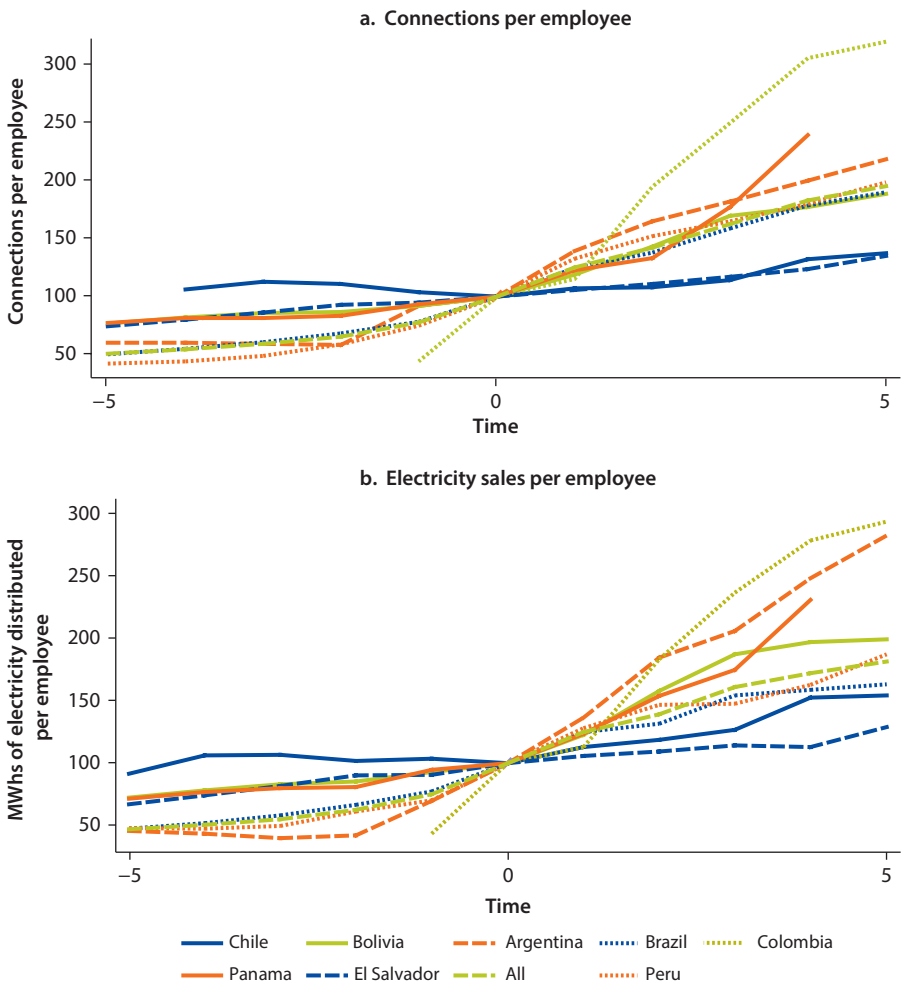 a. Connections per employee
300
250
200
150
100
50
Connections per employee
−5
0
5
Time
b. Electricity sales per employee
300
250
200
150
100
50
MWhs of electricity distributed
per employee
−5
0
5
Time
Chile
Bolivia
Argentina
Brazil
Colombia
Panama
El Salvador
All
Peru